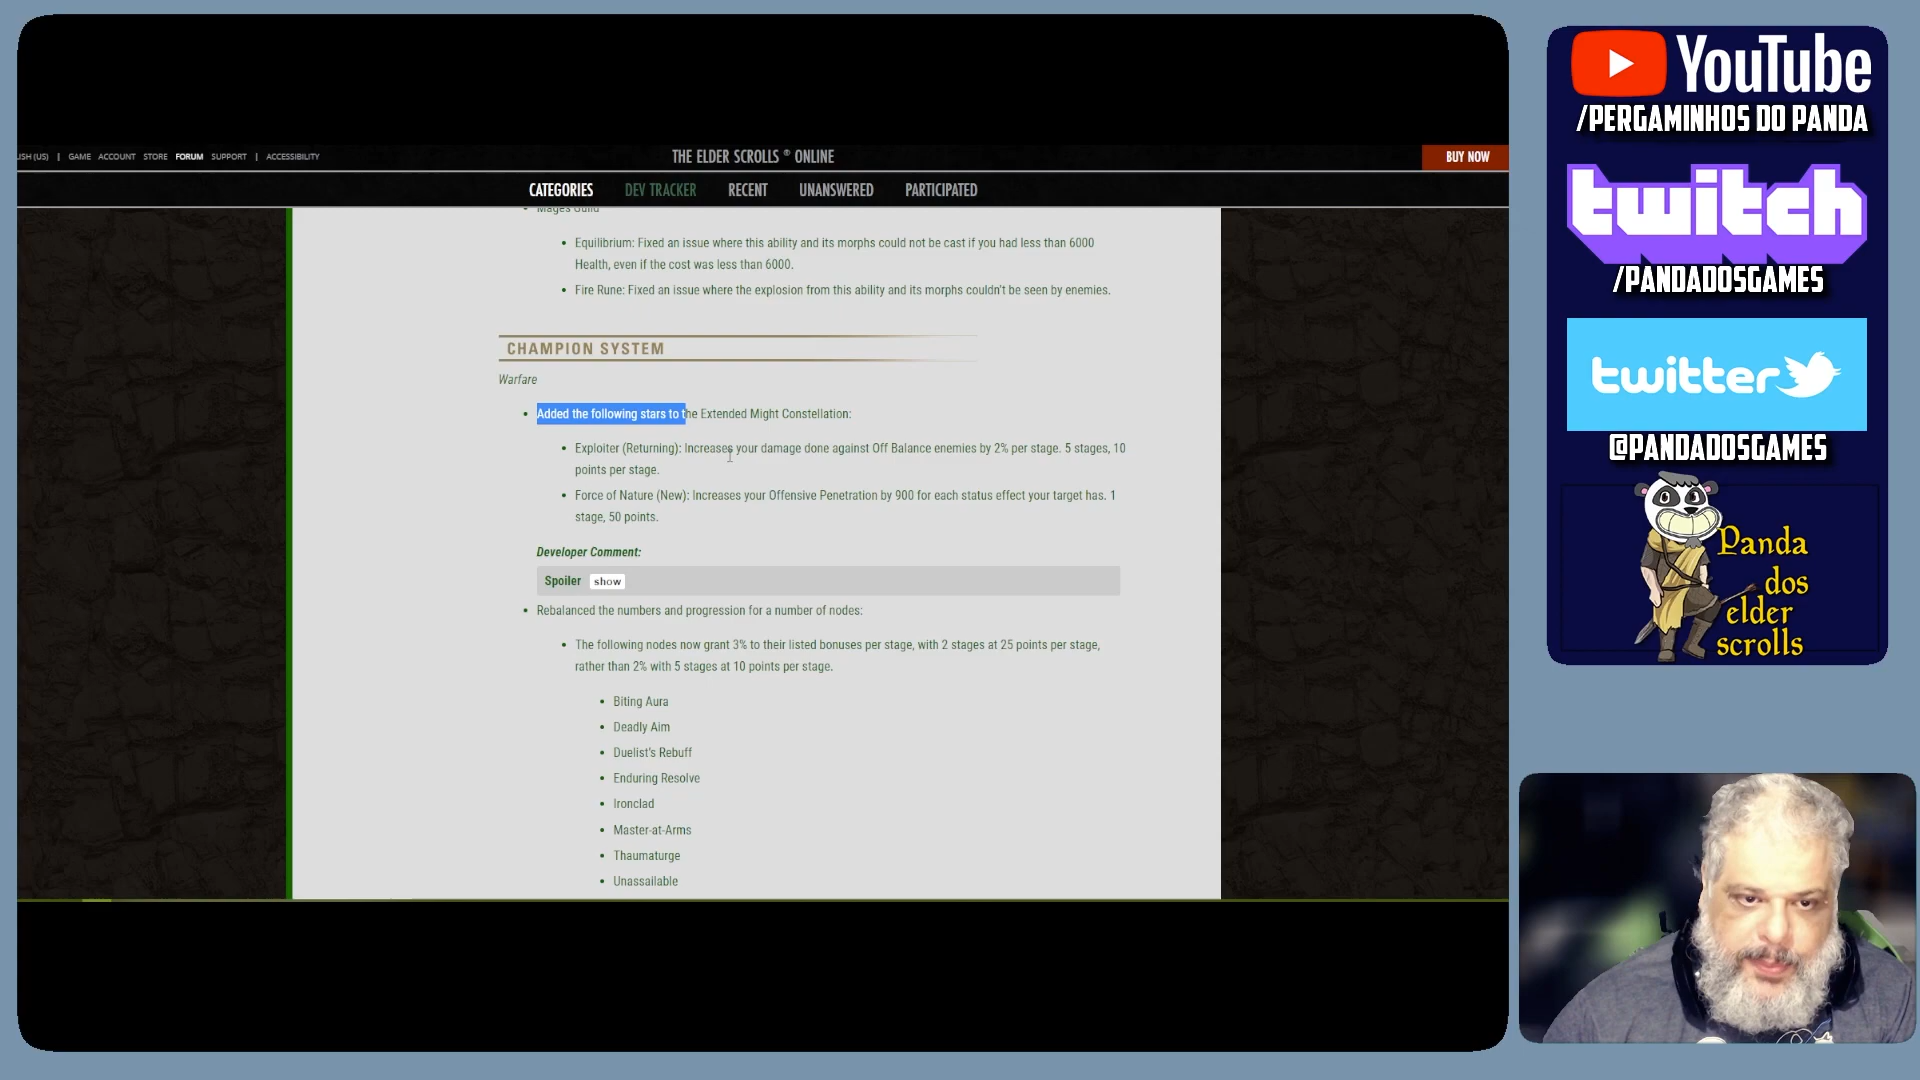 JSH (US) | GAME ACCOUNT STORE FORUM SUPPORT | ACCESSIBILITY
THE ELDER SCROLLS ® ONLINE
BUY NOW
CATEGORIES DEV TRACKER RECENT UNANSWERED PARTICIPATED
Mages Guild
Equilibrium: Fixed an issue where this ability and its morphs could not be cast if you had less than 6000
Health, even if the cost was less than 6000.
Fire Rune: Fixed an issue where the explosion from this ability and its morphs couldn't be seen by enemies.
CHAMPION SYSTEM
Warfare
Added the following stars to the Extended Might Constellation:
Exploiter (Returning): Increases your damage done against Off Balance enemies by 2% per stage. 5 stages, 10
points per stage.
Force of Nature (New): Increases your Offensive Penetration by 900 for each status effect your target has. 1
stage, 50 points.
Developer Comment:
Spoiler show
Rebalanced the numbers and progression for a number of nodes:
The following nodes now grant 3% to their listed bonuses per stage, with 2 stages at 25 points per stage,
rather than 2% with 5 stages at 10 points per stage.
Biting Aura
Deadly Aim
Duelist's Rebuff
Enduring Resolve
Ironclad
Master-at-Arms
Thaumaturge
Unassailable
YouTube
/PERGAMINHOS DO PANDA
twitch
/PANDADOSGAMES
twitter
@PANDADOSGAMES
Panda
dos
elder
scrolls